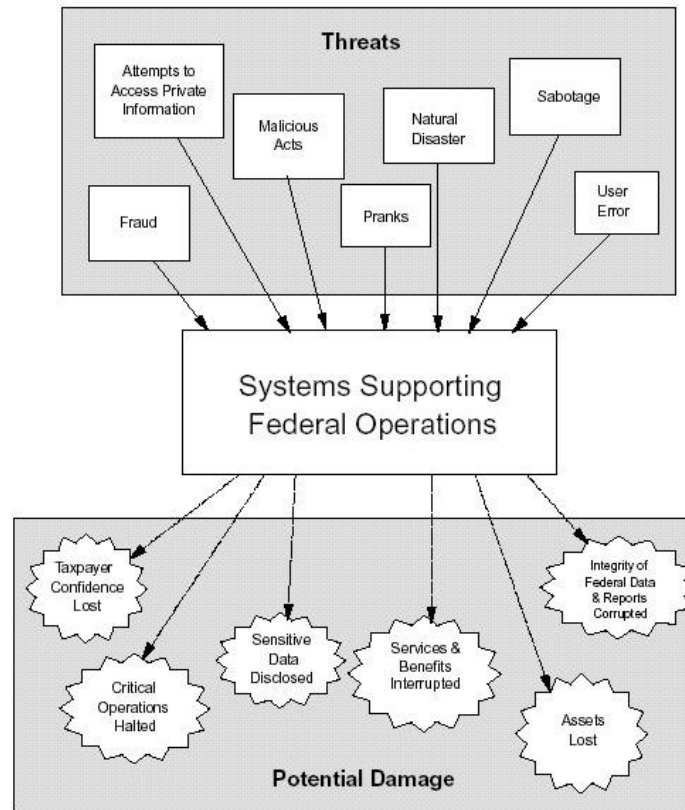 Threats
Attempts to
Access Private
Information
Malicious
Acts
Natural
Disaster
Sabotage
Fraud
Pranks
User
Error
Systems Supporting
Federal Operations
Taxpayer
Confidence
Lost
Critical
Operations
Halted
Sensitive
Data
Disclosed
Services &
Benefits
Interrupted
Assets
Lost
Integrity of
Federal Data
& Reports
Corrupted
Potential Damage